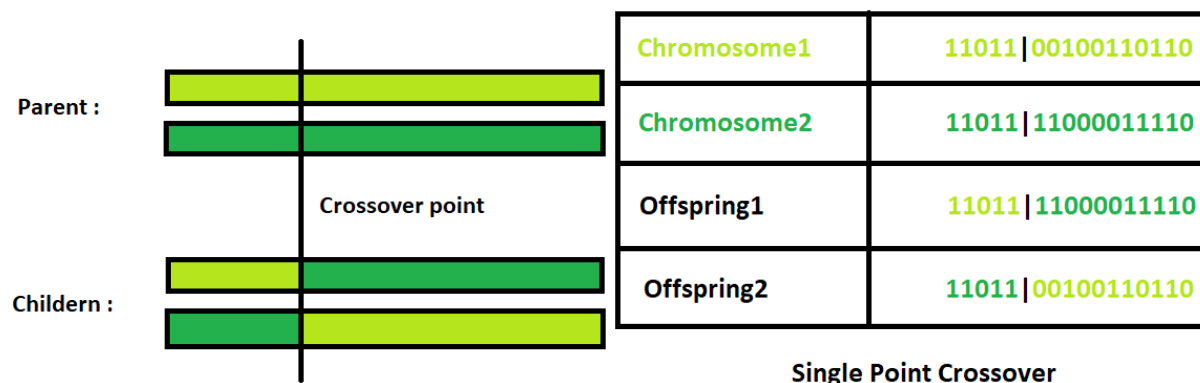 Parent :
Crossover point
Childern :
Chromosome1 11011|00100110110
Chromosome2 11011|11000011110
Offspring1 11011|11000011110
Offspring2 11011|00100110110
Single Point Crossover